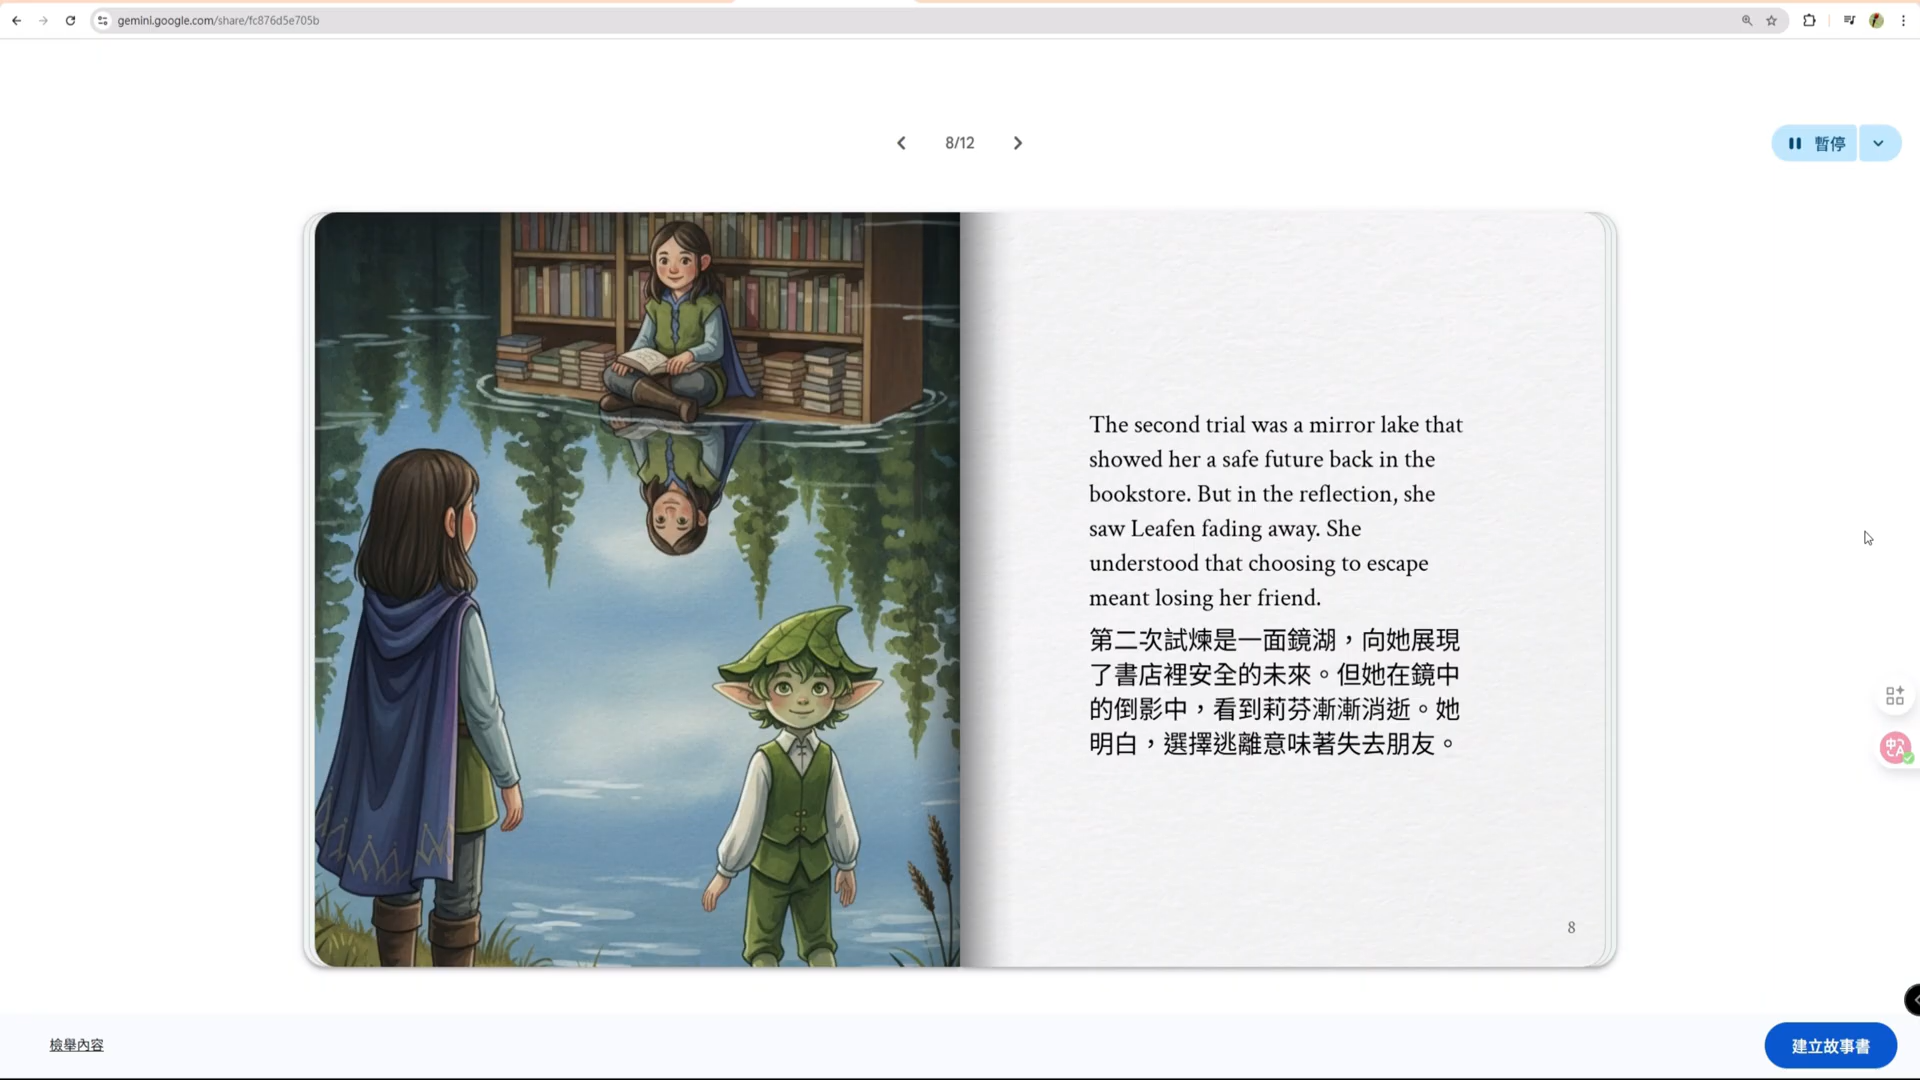 gemini.google.com/share/fc876d5e705b
8/12
暫停
The second trial was a mirror lake that
showed her a safe future back in the
bookstore. But in the reflection, she
saw Leafen fading away. She
understood that choosing to escape
meant losing her friend.
第二次試煉是一面鏡湖，向她展現
了書店裡安全的未來。但她在鏡中
的倒影中，看到莉芬漸漸消逝。她
明白，選擇逃離意味著失去朋友。
8
檢舉內容
建立故事書